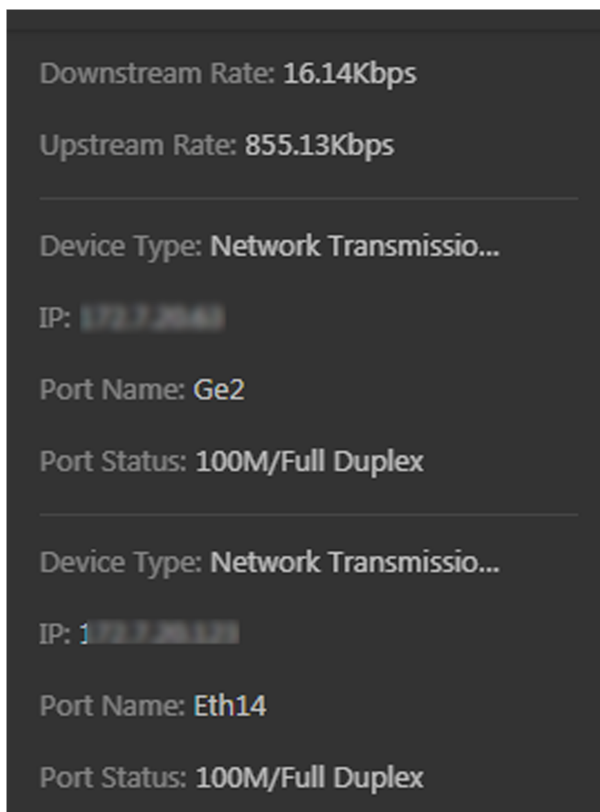 Downstream Rate: 16.14Kbps
Upstream Rate: 855.13Kbps
Device Type: Network Transmissio...
IP:
Port Name: Ge2
Port Status: 100M/Full Duplex
Device Type: Network Transmissio...
IP: 1
Port Name: Eth14
Port Status: 100M/Full Duplex